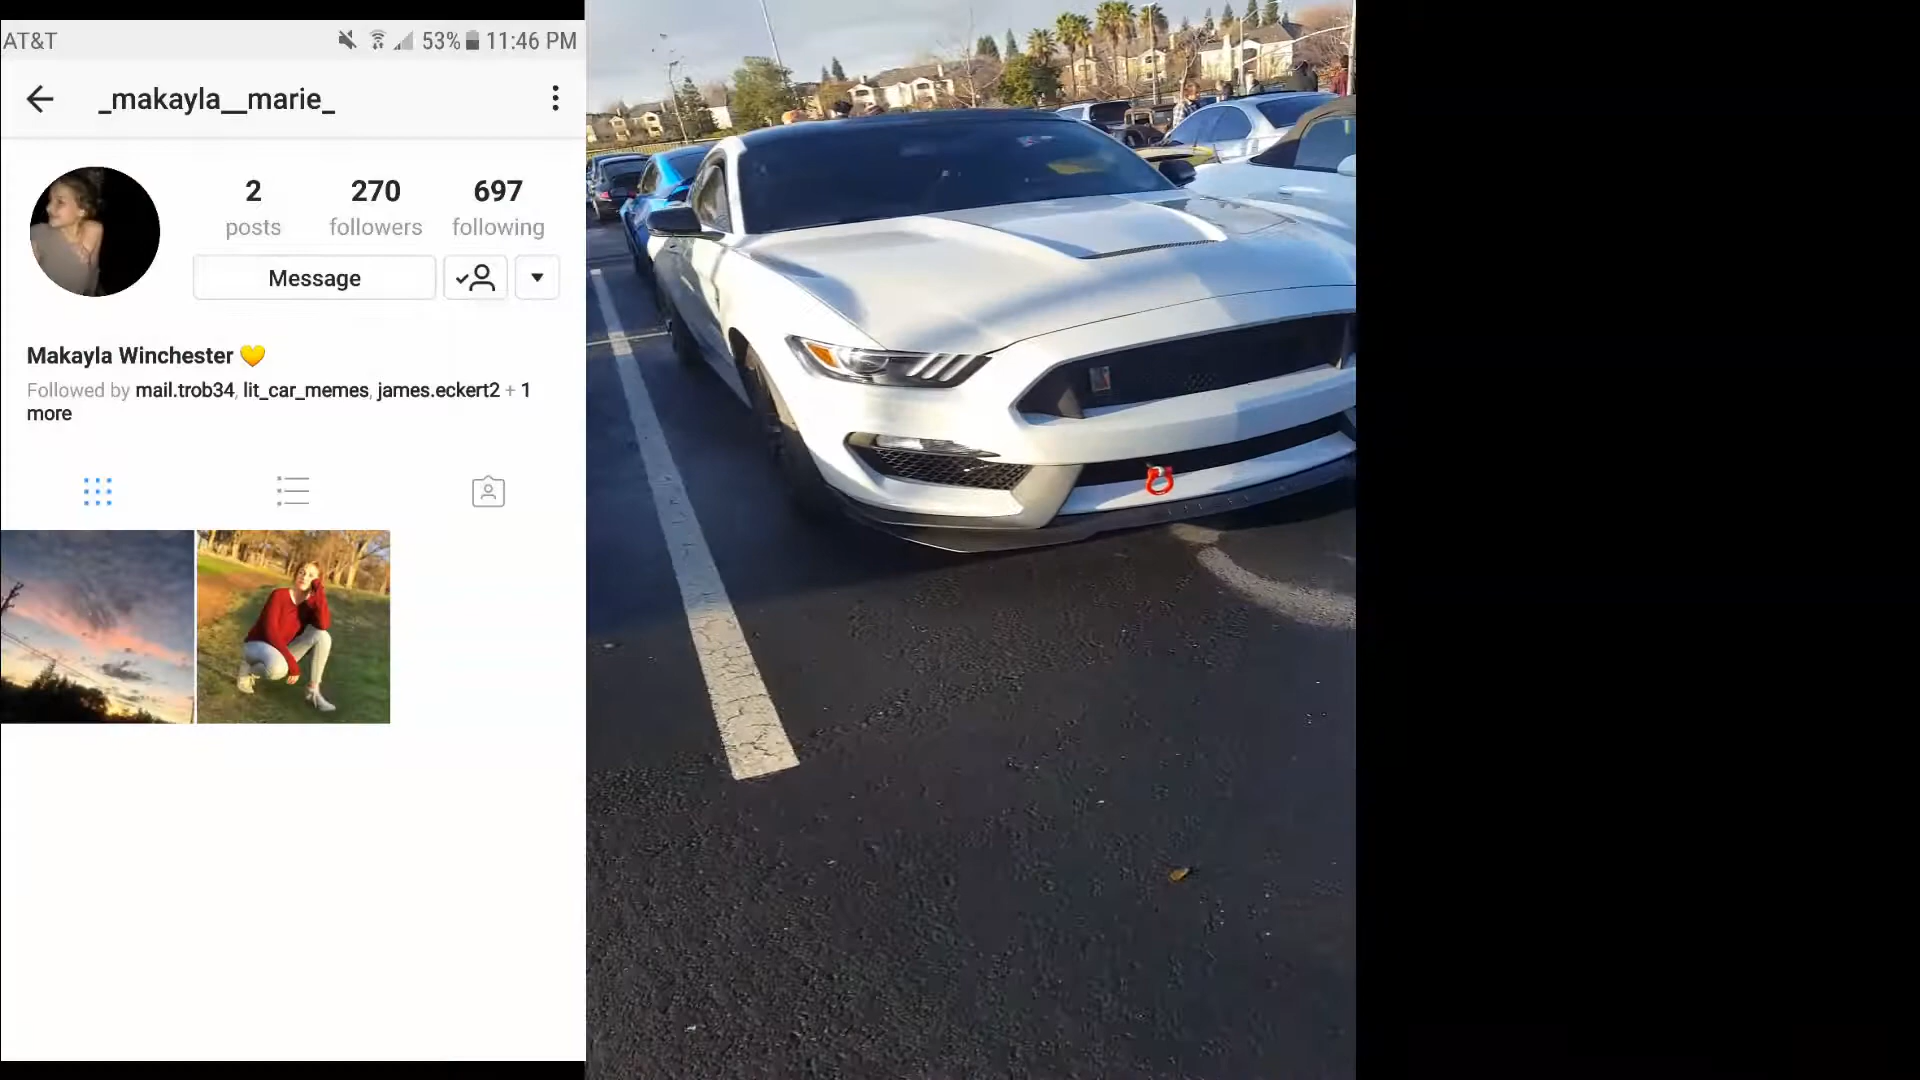 AT&T 53% 11:46 PM
_makayla__marie_
2 270 697
posts followers following
Message
Makayla Winchester 💛
Followed by mail.trob34, lit_car_memes, james.eckert2 + 1
more